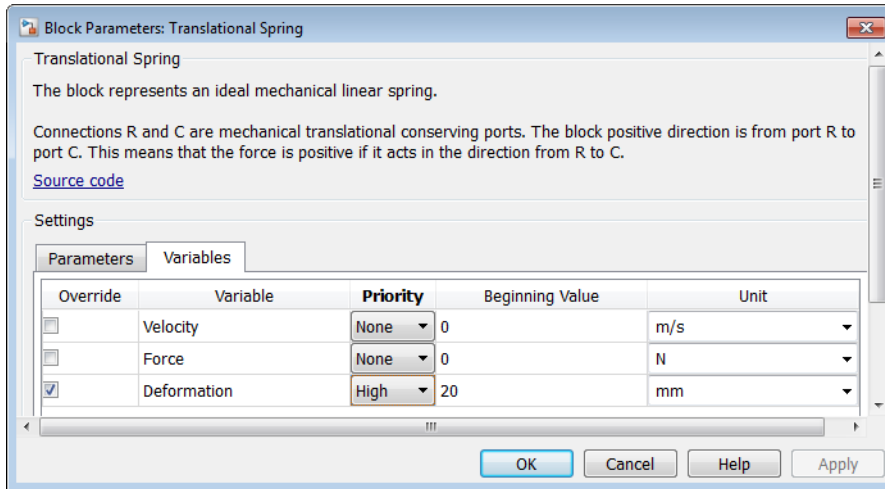 Block Parameters: Translational Spring
Translational Spring
The block represents an ideal mechanical linear spring.
Connections R and C are mechanical translational conserving ports. The block positive direction is from port R to
port C. This means that the force is positive if it acts in the direction from R to C.
Source code
Settings
Parameters Variables
Override Variable Priority Beginning Value Unit
Velocity None 0 m/s
Force None 0 N
Deformation High 20 mm
OK Cancel Help Apply